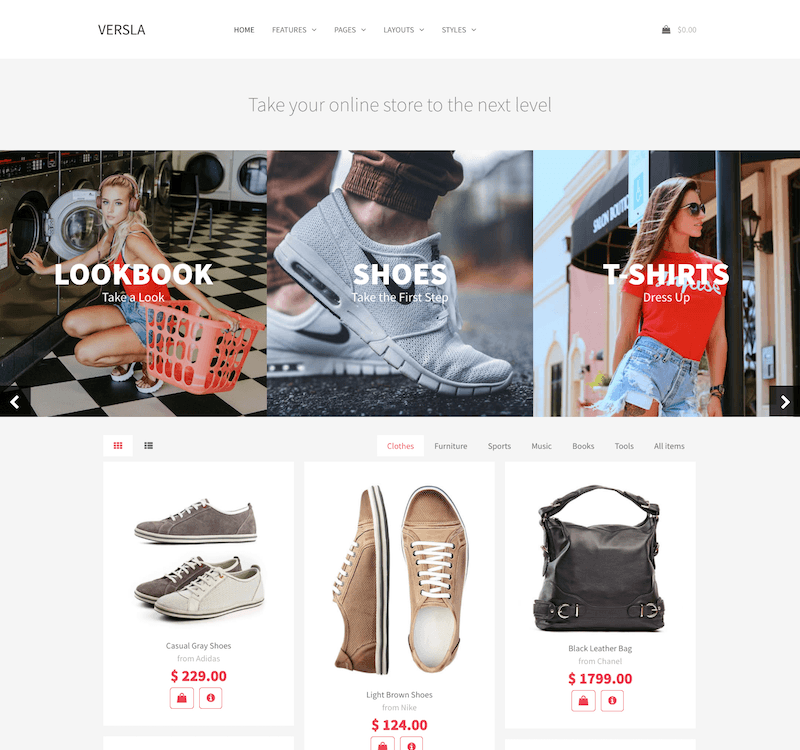 VERSLA
HOME FEATURES PAGES LAYOUTS STYLES
$0.00
Take your online store to the next level
SALON BOUTIQUE
LOOKBOOK
Take a Look
SHOES
Take the First Step
T-SHIRTS
Dress Up
Clothes Furniture Sports Music Books Tools All items
Casual Gray Shoes
from Adidas
$ 229.00
Light Brown Shoes
from Nike
$ 124.00
Black Leather Bag
from Chanel
$ 1799.00